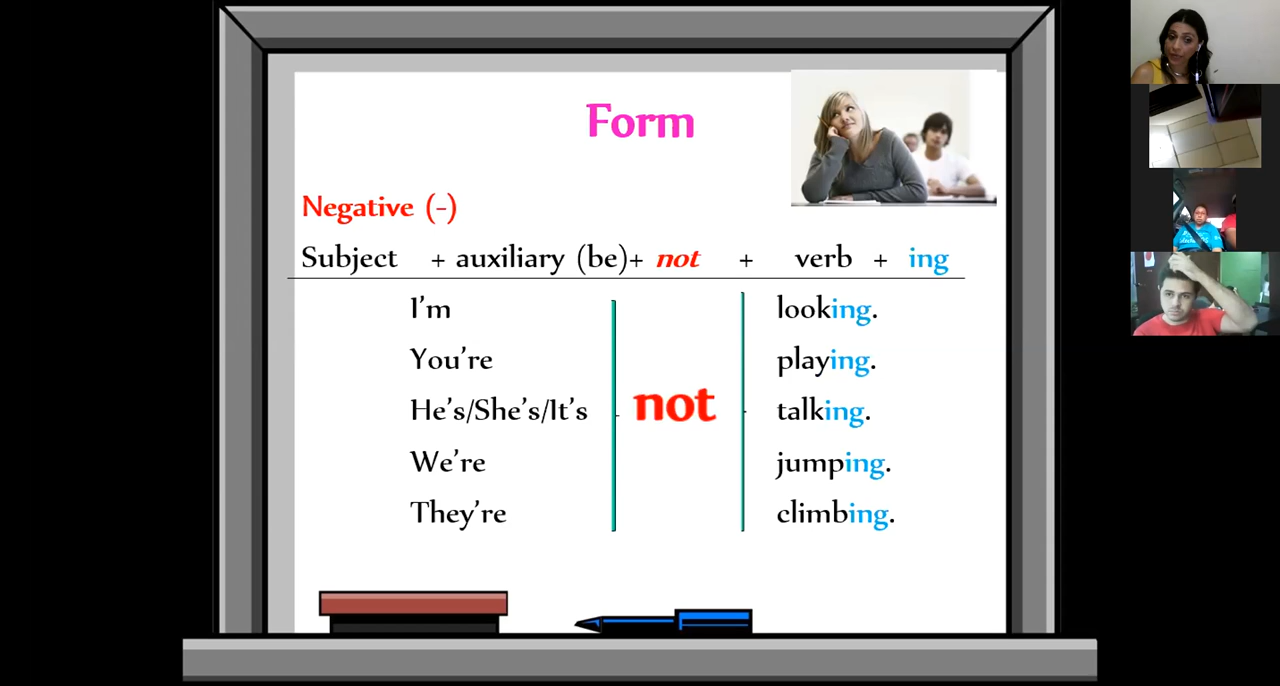 Form
Negative (-)
Subject + auxiliary (be)+ not + verb + ing
I'm looking.
You're playing.
He's/She's/It's not talking.
We're jumping.
They're climbing.